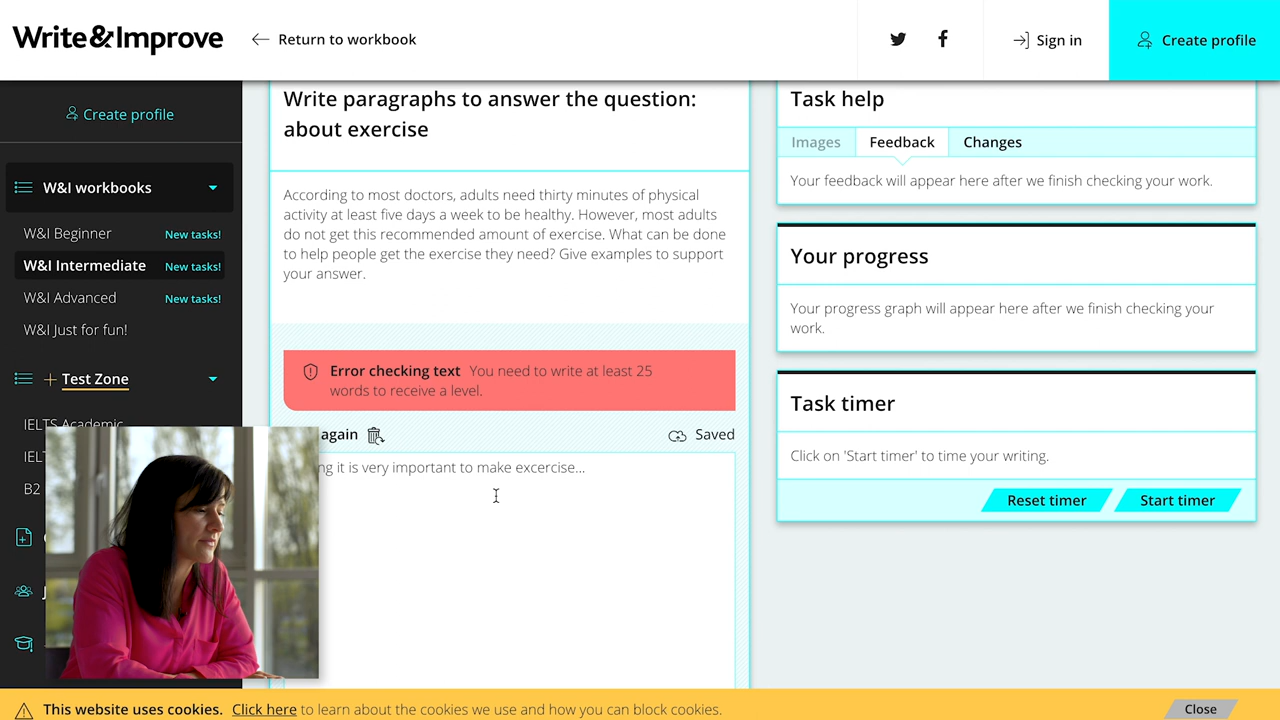 Write&Improve
Return to workbook
Sign in
Create profile
Create profile
W&I workbooks
W&I Beginner New tasks!
W&I Intermediate New tasks!
W&I Advanced New tasks!
W&I Just for fun!
Test Zone
IELTS Academic
B2
Write paragraphs to answer the question:
about exercise
According to most doctors, adults need thirty minutes of physical
activity at least five days a week to be healthy. However, most adults
do not get this recommended amount of exercise. What can be done
to help people get the exercise they need? Give examples to support
your answer.
Error checking text You need to write at least 25
words to receive a level.
again
Saved
it is very important to make excercise...
Task help
Images Feedback Changes
Your feedback will appear here after we finish checking your work.
Your progress
Your progress graph will appear here after we finish checking your
work.
Task timer
Click on 'Start timer' to time your writing.
Reset timer Start timer
This website uses cookies. Click here to learn about the cookies we use and how you can block cookies.
Close